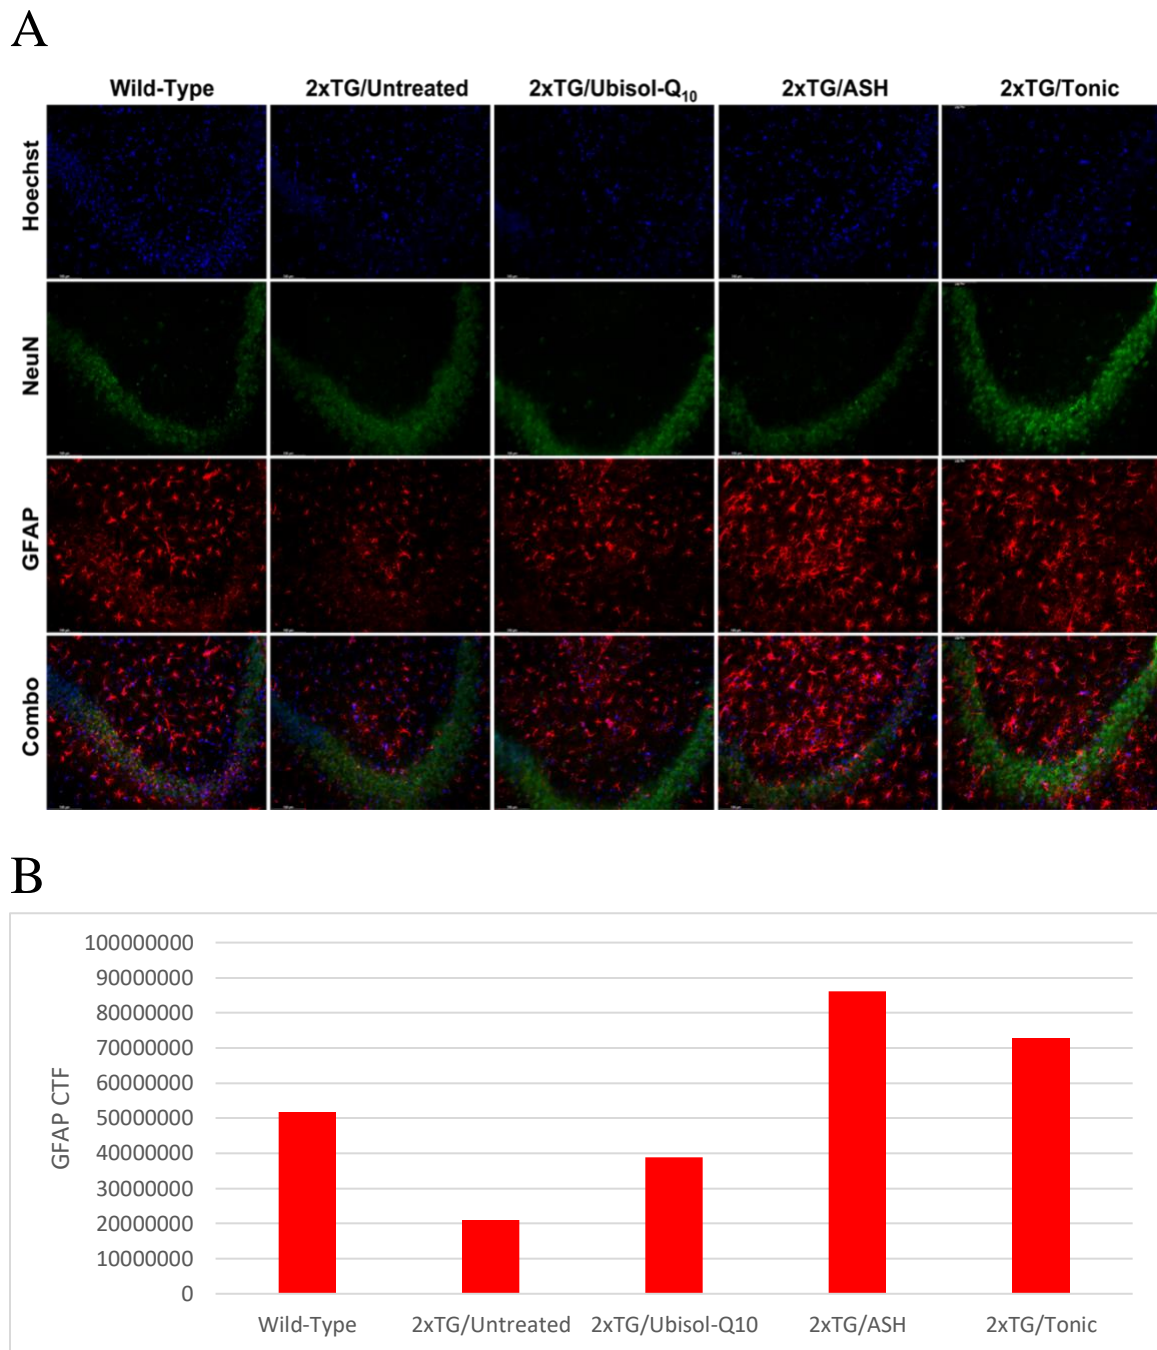 A
Wild-Type 2xTG/Untreated 2xTG/Ubisol-Q₁₀ 2xTG/ASH 2xTG/Tonic
Hoechst
NeuN
GFAP
Combo
B
GFAP CTF
100000000
90000000
80000000
70000000
60000000
50000000
40000000
30000000
20000000
10000000
0
Wild-Type 2xTG/Untreated 2xTG/Ubisol-Q10 2xTG/ASH 2xTG/Tonic